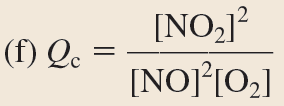 (f) Qc = [NO₂]² / [NO]²[O₂]